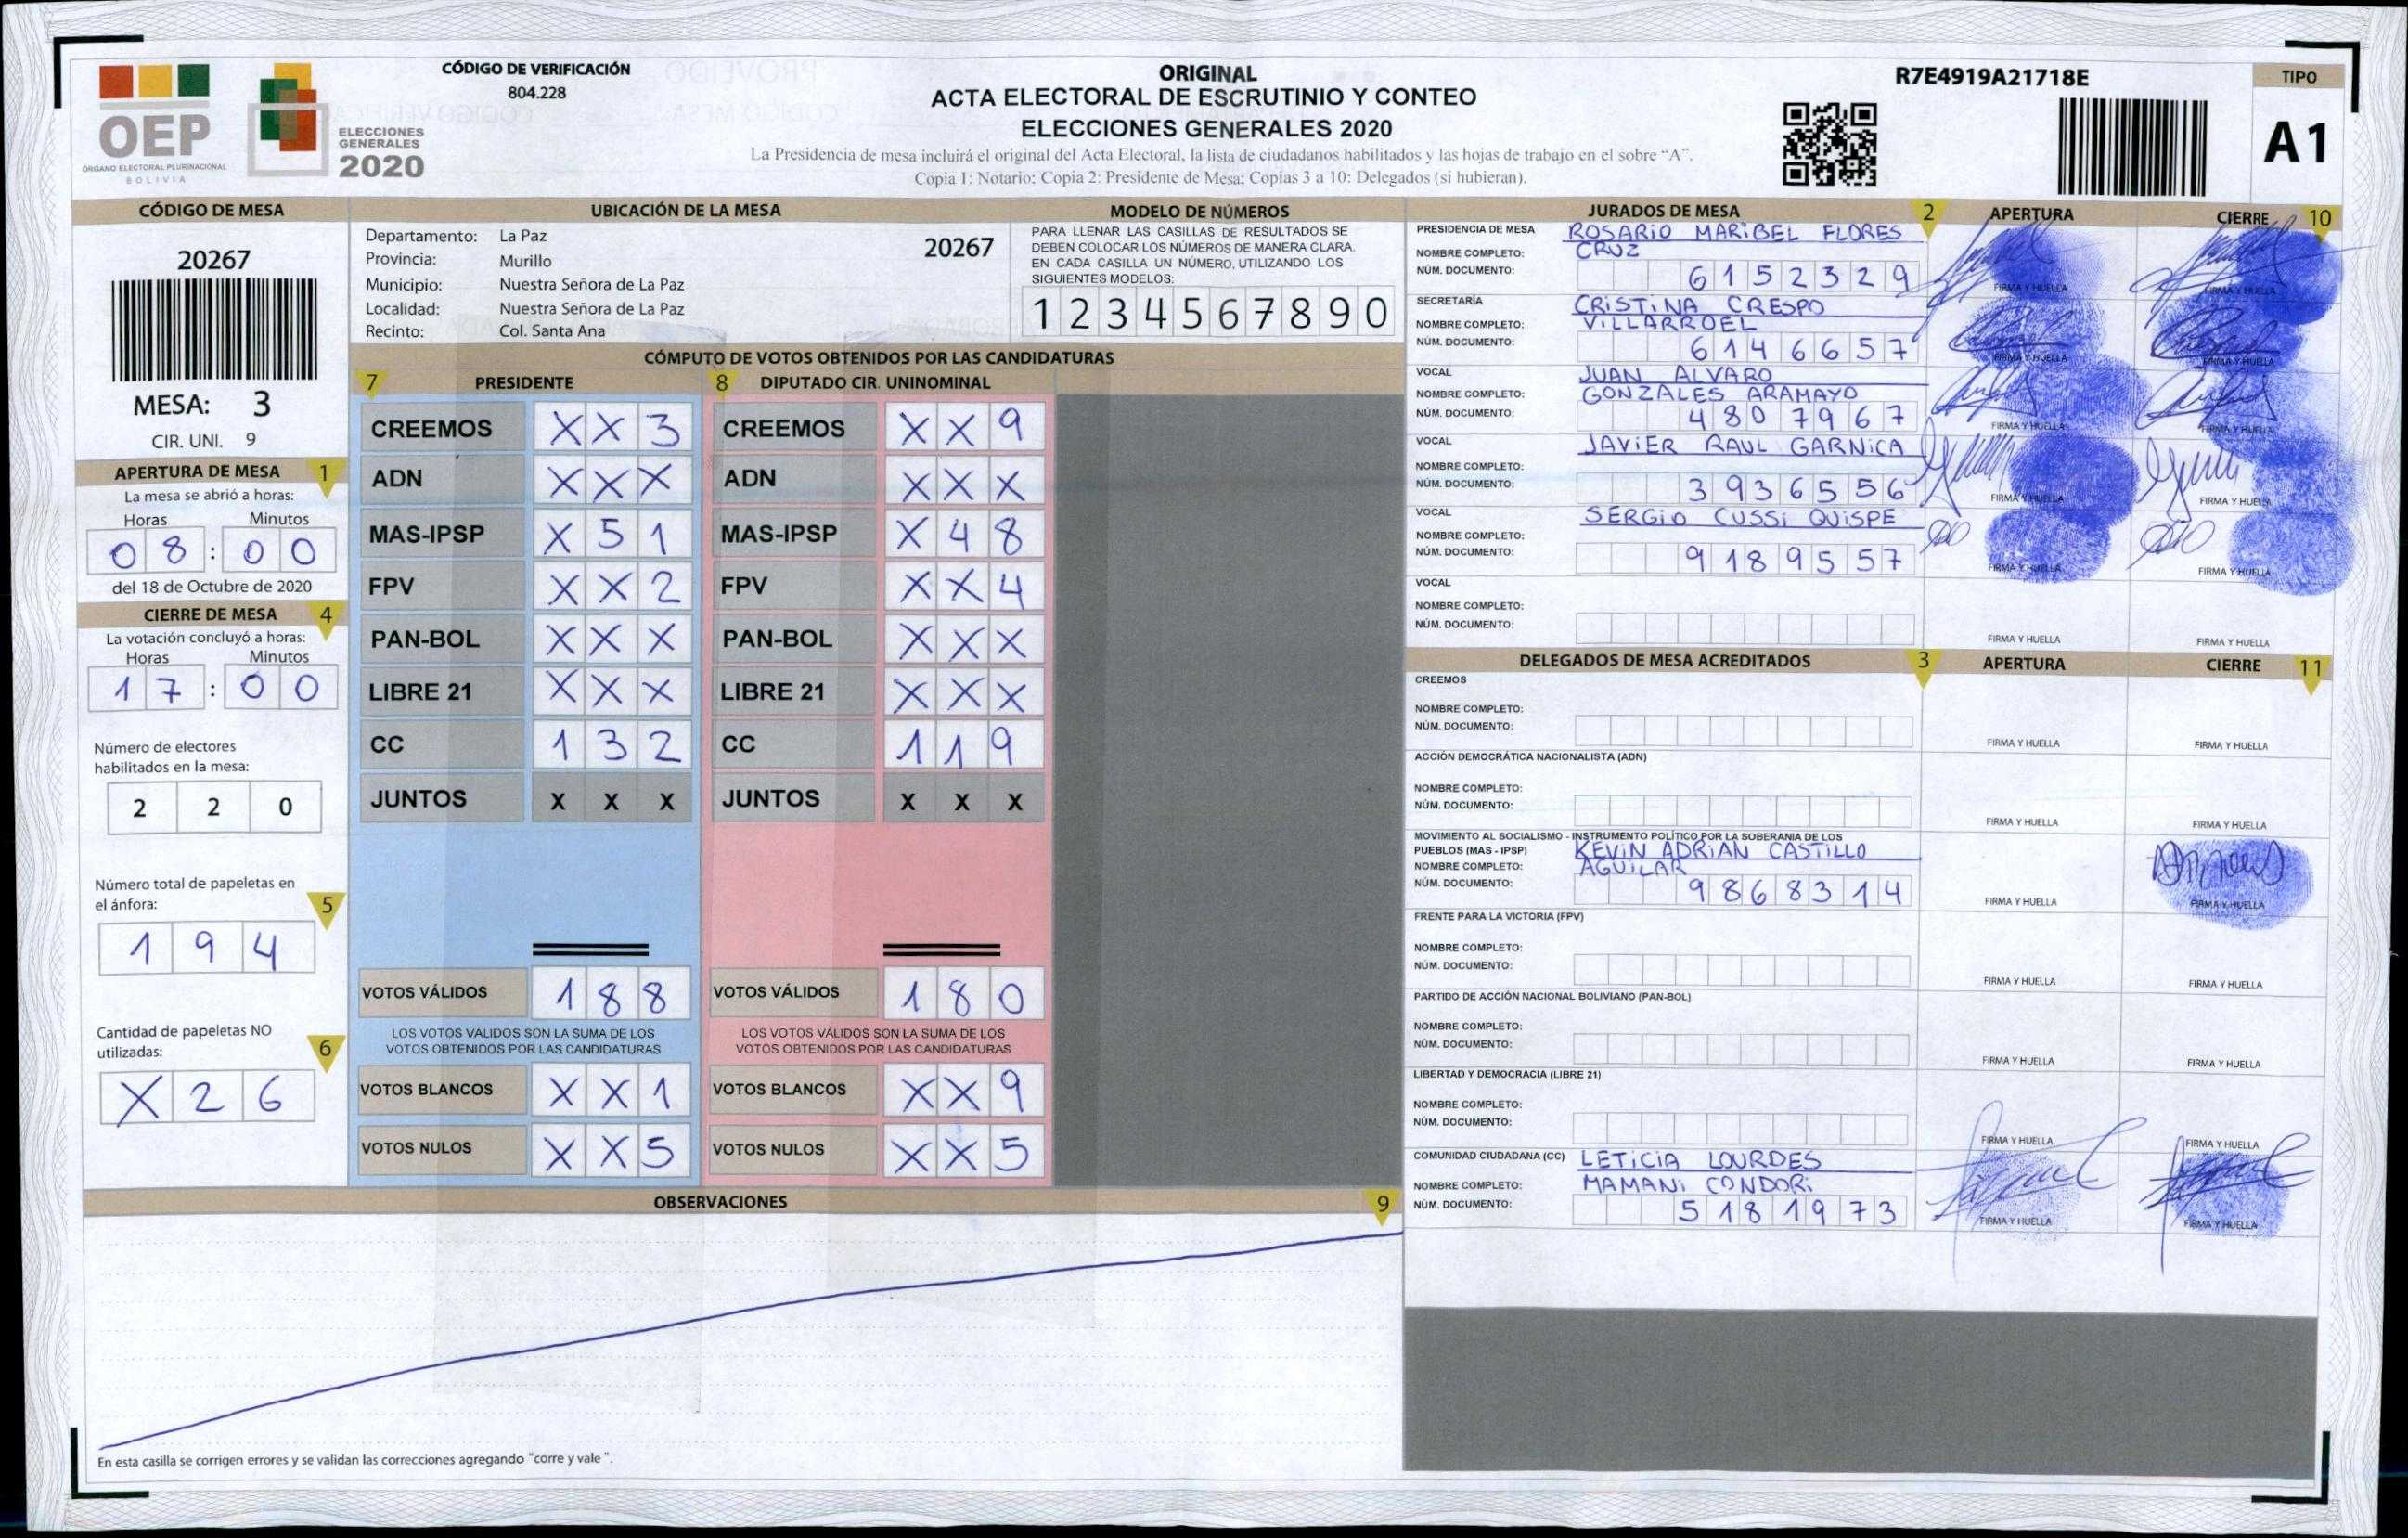 OEP
ÓRGANO ELECTORAL PLURINACIONAL
BOLIVIA
ELECCIONES
GENERALES
2020
CÓDIGO DE VERIFICACIÓN
804.228
ORIGINAL
ACTA ELECTORAL DE ESCRUTINIO Y CONTEO
ELECCIONES GENERALES 2020
La Presidencia de mesa incluirá el original del Acta Electoral, la lista de ciudadanos habilitados y las hojas de trabajo en el sobre “A”.
Copia 1: Notario; Copia 2: Presidente de Mesa; Copias 3 a 10: Delegados (si hubieran).
R7E4919A21718E
TIPO
A1
CÓDIGO DE MESA
20267
MESA: 3
CIR. UNI. 9
APERTURA DE MESA 1
La mesa se abrió a horas:
Horas Minutos
0 8 : 0 0
del 18 de Octubre de 2020
CIERRE DE MESA 4
La votación concluyó a horas:
Horas Minutos
1 7 : 0 0
Número de electores
habilitados en la mesa:
2 2 0
Número total de papeletas en
el ánfora: 5
1 9 4
Cantidad de papeletas NO
utilizadas: 6
X 2 6
UBICACIÓN DE LA MESA
Departamento: La Paz 20267
Provincia: Murillo
Municipio: Nuestra Señora de La Paz
Localidad: Nuestra Señora de La Paz
Recinto: Col. Santa Ana
MODELO DE NÚMEROS
PARA LLENAR LAS CASILLAS DE RESULTADOS SE
DEBEN COLOCAR LOS NÚMEROS DE MANERA CLARA.
EN CADA CASILLA UN NÚMERO, UTILIZANDO LOS
SIGUIENTES MODELOS:
1 2 3 4 5 6 7 8 9 0
CÓMPUTO DE VOTOS OBTENIDOS POR LAS CANDIDATURAS
7 PRESIDENTE 8 DIPUTADO CIR. UNINOMINAL
CREEMOS X X 3 CREEMOS X X 9
ADN X X X ADN X X X
MAS-IPSP X 5 1 MAS-IPSP X 4 8
FPV X X 2 FPV X X 4
PAN-BOL X X X PAN-BOL X X X
LIBRE 21 X X X LIBRE 21 X X X
CC 1 3 2 CC 1 1 9
JUNTOS X X X JUNTOS X X X
VOTOS VÁLIDOS 1 8 8 VOTOS VÁLIDOS 1 8 0
LOS VOTOS VÁLIDOS SON LA SUMA DE LOS LOS VOTOS VÁLIDOS SON LA SUMA DE LOS
VOTOS OBTENIDOS POR LAS CANDIDATURAS VOTOS OBTENIDOS POR LAS CANDIDATURAS
VOTOS BLANCOS X X 1 VOTOS BLANCOS X X 9
VOTOS NULOS X X 5 VOTOS NULOS X X 5
OBSERVACIONES 9
En esta casilla se corrigen errores y se validan las correcciones agregando “corre y vale”.
JURADOS DE MESA 2 APERTURA CIERRE 10
PRESIDENCIA DE MESA ROSARIO MARIBEL FLORES
NOMBRE COMPLETO: CRUZ
NÚM. DOCUMENTO: 6 1 5 2 3 2 9
FIRMA Y HUELLA FIRMA Y HUELLA
SECRETARÍA CRISTINA CRESPO
NOMBRE COMPLETO: VILLARROEL
NÚM. DOCUMENTO: 6 1 4 6 6 5 7
FIRMA Y HUELLA FIRMA Y HUELLA
VOCAL JUAN ALVARO
NOMBRE COMPLETO: GONZALES ARAMAYO
NÚM. DOCUMENTO: 4 8 0 7 9 6 7
FIRMA Y HUELLA FIRMA Y HUELLA
VOCAL JAVIER RAUL GARNICA
NOMBRE COMPLETO:
NÚM. DOCUMENTO: 3 9 3 6 5 5 6
FIRMA Y HUELLA FIRMA Y HUELLA
VOCAL SERGIO CUSSI QUISPE
NOMBRE COMPLETO:
NÚM. DOCUMENTO: 9 1 8 9 5 5 7
FIRMA Y HUELLA FIRMA Y HUELLA
VOCAL
NOMBRE COMPLETO:
NÚM. DOCUMENTO:
FIRMA Y HUELLA FIRMA Y HUELLA
DELEGADOS DE MESA ACREDITADOS 3 APERTURA CIERRE 11
CREEMOS
NOMBRE COMPLETO:
NÚM. DOCUMENTO:
FIRMA Y HUELLA FIRMA Y HUELLA
ACCIÓN DEMOCRÁTICA NACIONALISTA (ADN)
NOMBRE COMPLETO:
NÚM. DOCUMENTO:
FIRMA Y HUELLA FIRMA Y HUELLA
MOVIMIENTO AL SOCIALISMO - INSTRUMENTO POLÍTICO POR LA SOBERANIA DE LOS
PUEBLOS (MAS - IPSP) KEVIN ADRIAN CASTILLO
NOMBRE COMPLETO: AGUILAR
NÚM. DOCUMENTO: 9 8 6 8 3 1 4
FIRMA Y HUELLA FIRMA Y HUELLA
FRENTE PARA LA VICTORIA (FPV)
NOMBRE COMPLETO:
NÚM. DOCUMENTO:
FIRMA Y HUELLA FIRMA Y HUELLA
PARTIDO DE ACCIÓN NACIONAL BOLIVIANO (PAN-BOL)
NOMBRE COMPLETO:
NÚM. DOCUMENTO:
FIRMA Y HUELLA FIRMA Y HUELLA
LIBERTAD Y DEMOCRACIA (LIBRE 21)
NOMBRE COMPLETO:
NÚM. DOCUMENTO:
FIRMA Y HUELLA FIRMA Y HUELLA
COMUNIDAD CIUDADANA (CC) LETICIA LOURDES
NOMBRE COMPLETO: MAMANI CONDORI
NÚM. DOCUMENTO: 5 1 8 1 9 7 3
FIRMA Y HUELLA FIRMA Y HUELLA